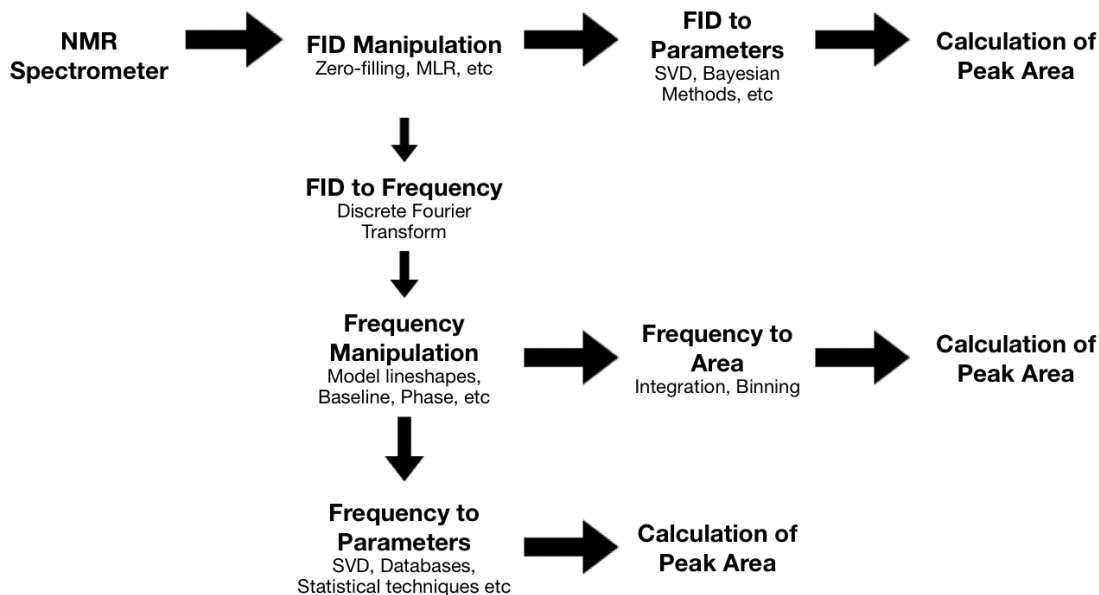 NMR
Spectrometer
FID Manipulation
Zero-filling, MLR, etc
FID to
Parameters
SVD, Bayesian
Methods, etc
Calculation of
Peak Area
FID to Frequency
Discrete Fourier
Transform
Frequency
Manipulation
Model lineshapes,
Baseline, Phase, etc
Frequency to
Area
Integration, Binning
Calculation of
Peak Area
Frequency to
Parameters
SVD, Databases,
Statistical techniques etc
Calculation of
Peak Area